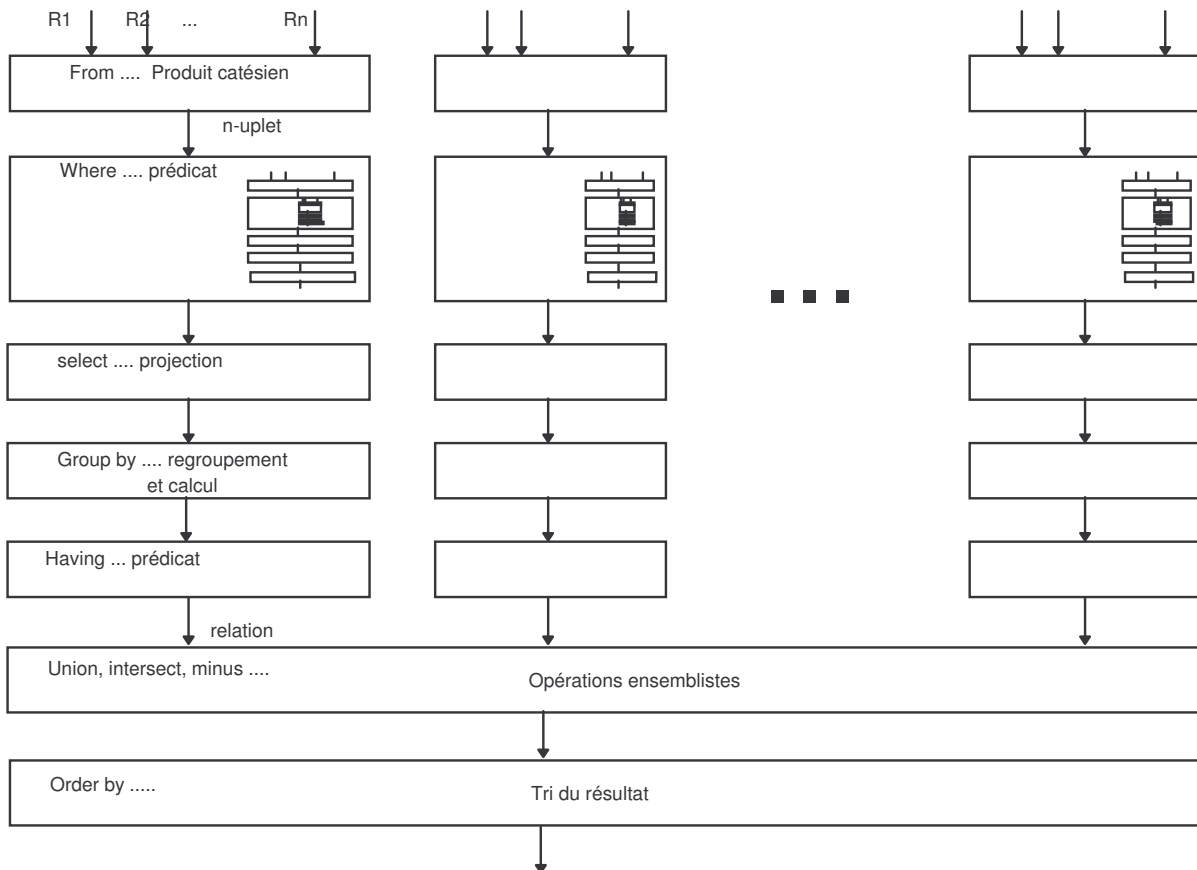 R1 R2 ... Rn
From .... Produit catésien
n-uplet
Where .... prédicat
select .... projection
Group by .... regroupement
et calcul
Having ... prédicat
relation
Union, intersect, minus ....
Opérations ensemblistes
Order by .....
Tri du résultat